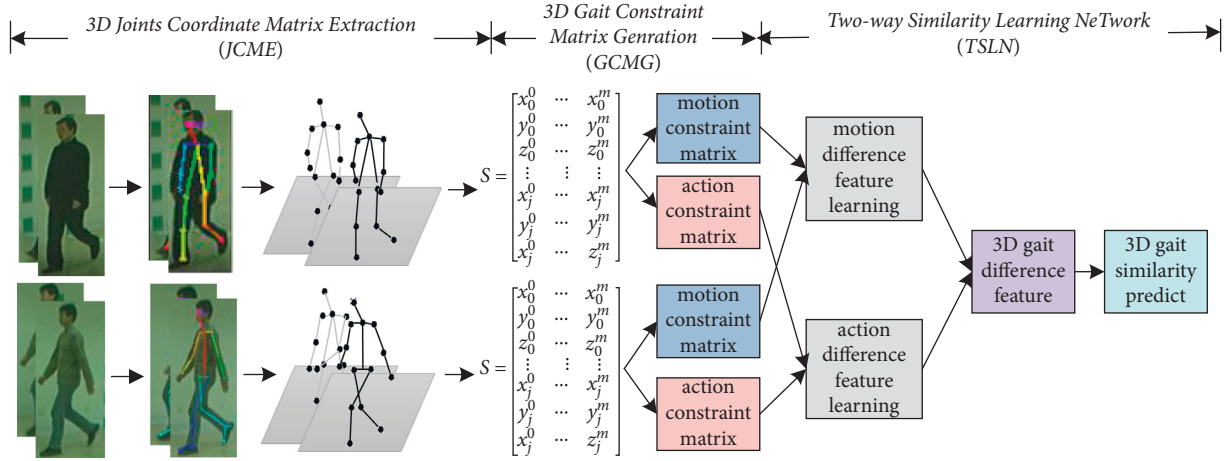 3D Joints Coordinate Matrix Extraction
(JCME)
3D Gait Constraint
Matrix Genration
(GCMG)
Two-way Similarity Learning NeTwork
(TSLN)
S =
x_0^0 ... x_0^m
y_0^0 ... y_0^m
z_0^0 ... z_0^m
⋮ ⋮ ⋮
x_j^0 ... x_j^m
y_j^0 ... y_j^m
x_j^0 ... z_j^m
motion
constraint
matrix
action
constraint
matrix
S =
x_0^0 ... x_0^m
y_0^0 ... y_0^m
z_0^0 ... z_0^m
⋮ ⋮ ⋮
x_j^0 ... x_j^m
y_j^0 ... y_j^m
x_j^0 ... z_j^m
motion
constraint
matrix
action
constraint
matrix
motion
difference
feature
learning
action
difference
feature
learning
3D gait
difference
feature
3D gait
similarity
predict